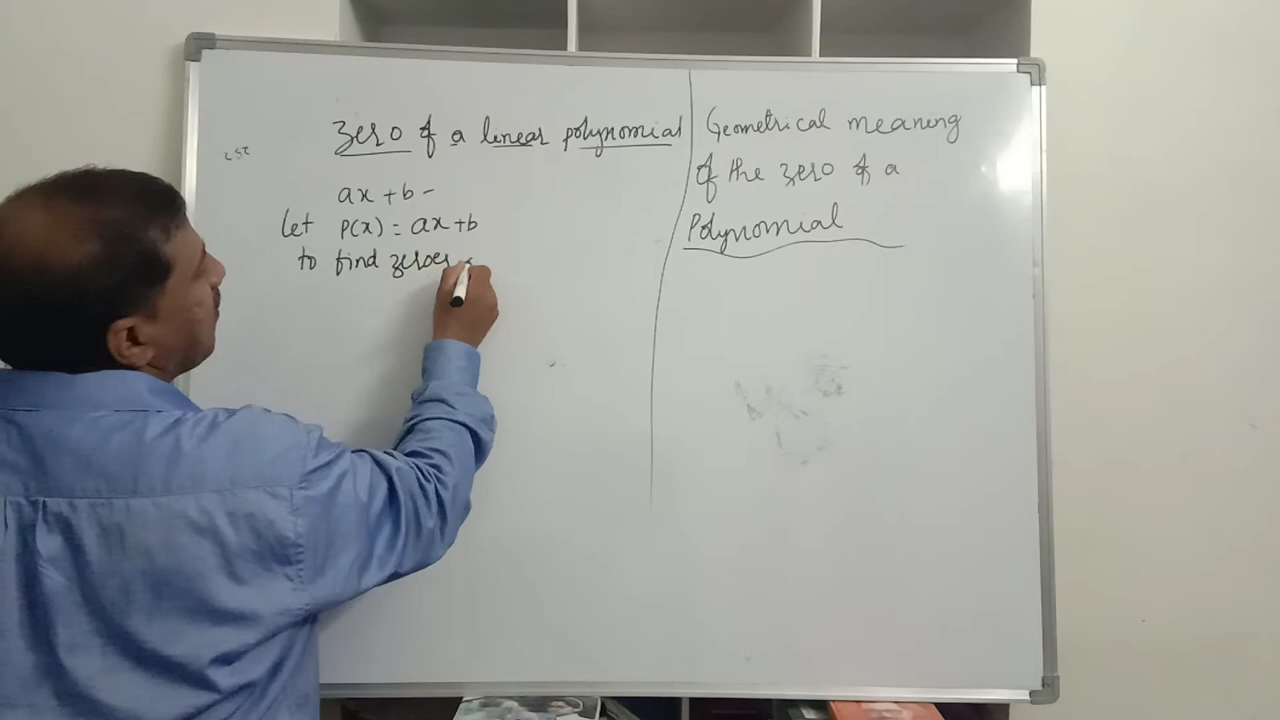 Zero of a linear polynomial
ax + b -
Let P(x) = ax + b
to find zeroes
Geometrical meaning
of the zero of a
Polynomial